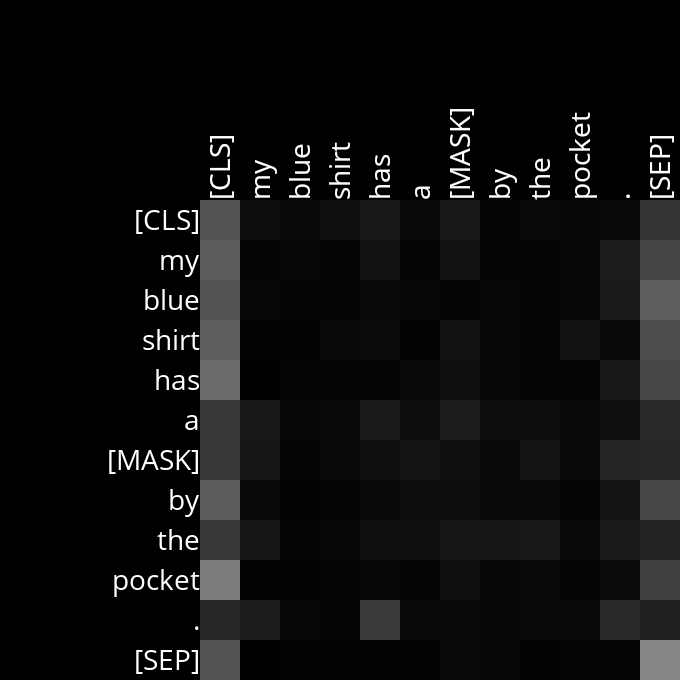 [CLS] my blue shirt has a [MASK] by the pocket . [SEP]
[CLS]
my
blue
shirt
has
a
[MASK]
by
the
pocket
.
[SEP]